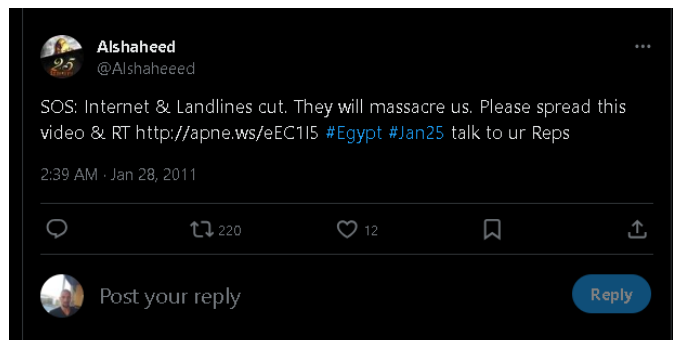 Alshaheed
@Alshaheeed
SOS: Internet & Landlines cut. They will massacre us. Please spread this
video & RT http://apne.ws/eEC1I5 #Egypt #Jan25 talk to ur Reps
2:39 AM · Jan 28, 2011
220
12
Post your reply
Reply
25